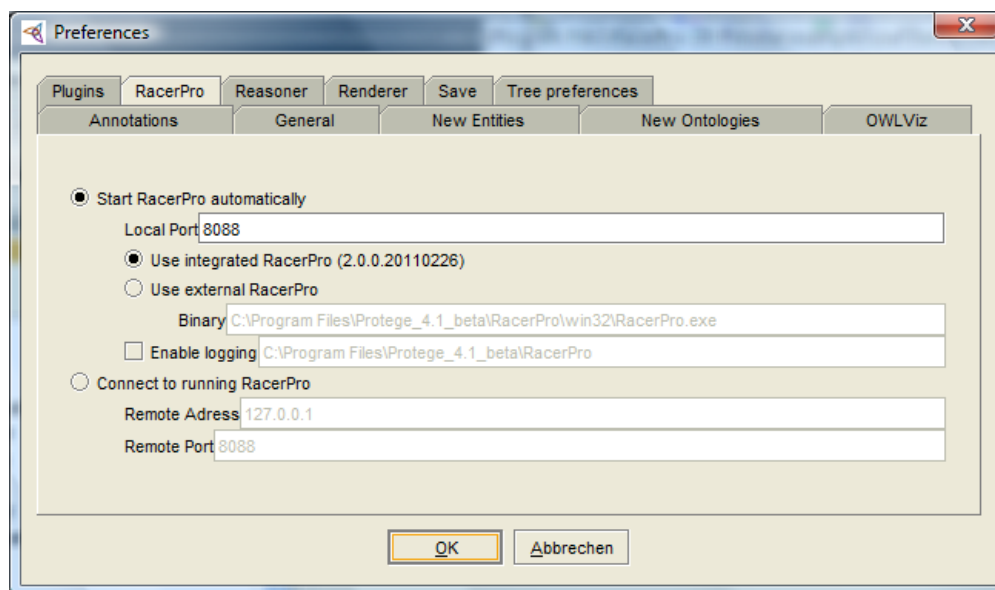 Preferences
Plugins RacerPro Reasoner Renderer Save Tree preferences
Annotations General New Entities New Ontologies OWLViz
Start RacerPro automatically
Local Port 8088
Use integrated RacerPro (2.0.0.20110226)
Use external RacerPro
Binary C:\Program Files\Protege_4.1_beta\RacerPro\win32\RacerPro.exe
Enable logging C:\Program Files\Protege_4.1_beta\RacerPro
Connect to running RacerPro
Remote Adress 127.0.0.1
Remote Port 8088
OK Abbrechen